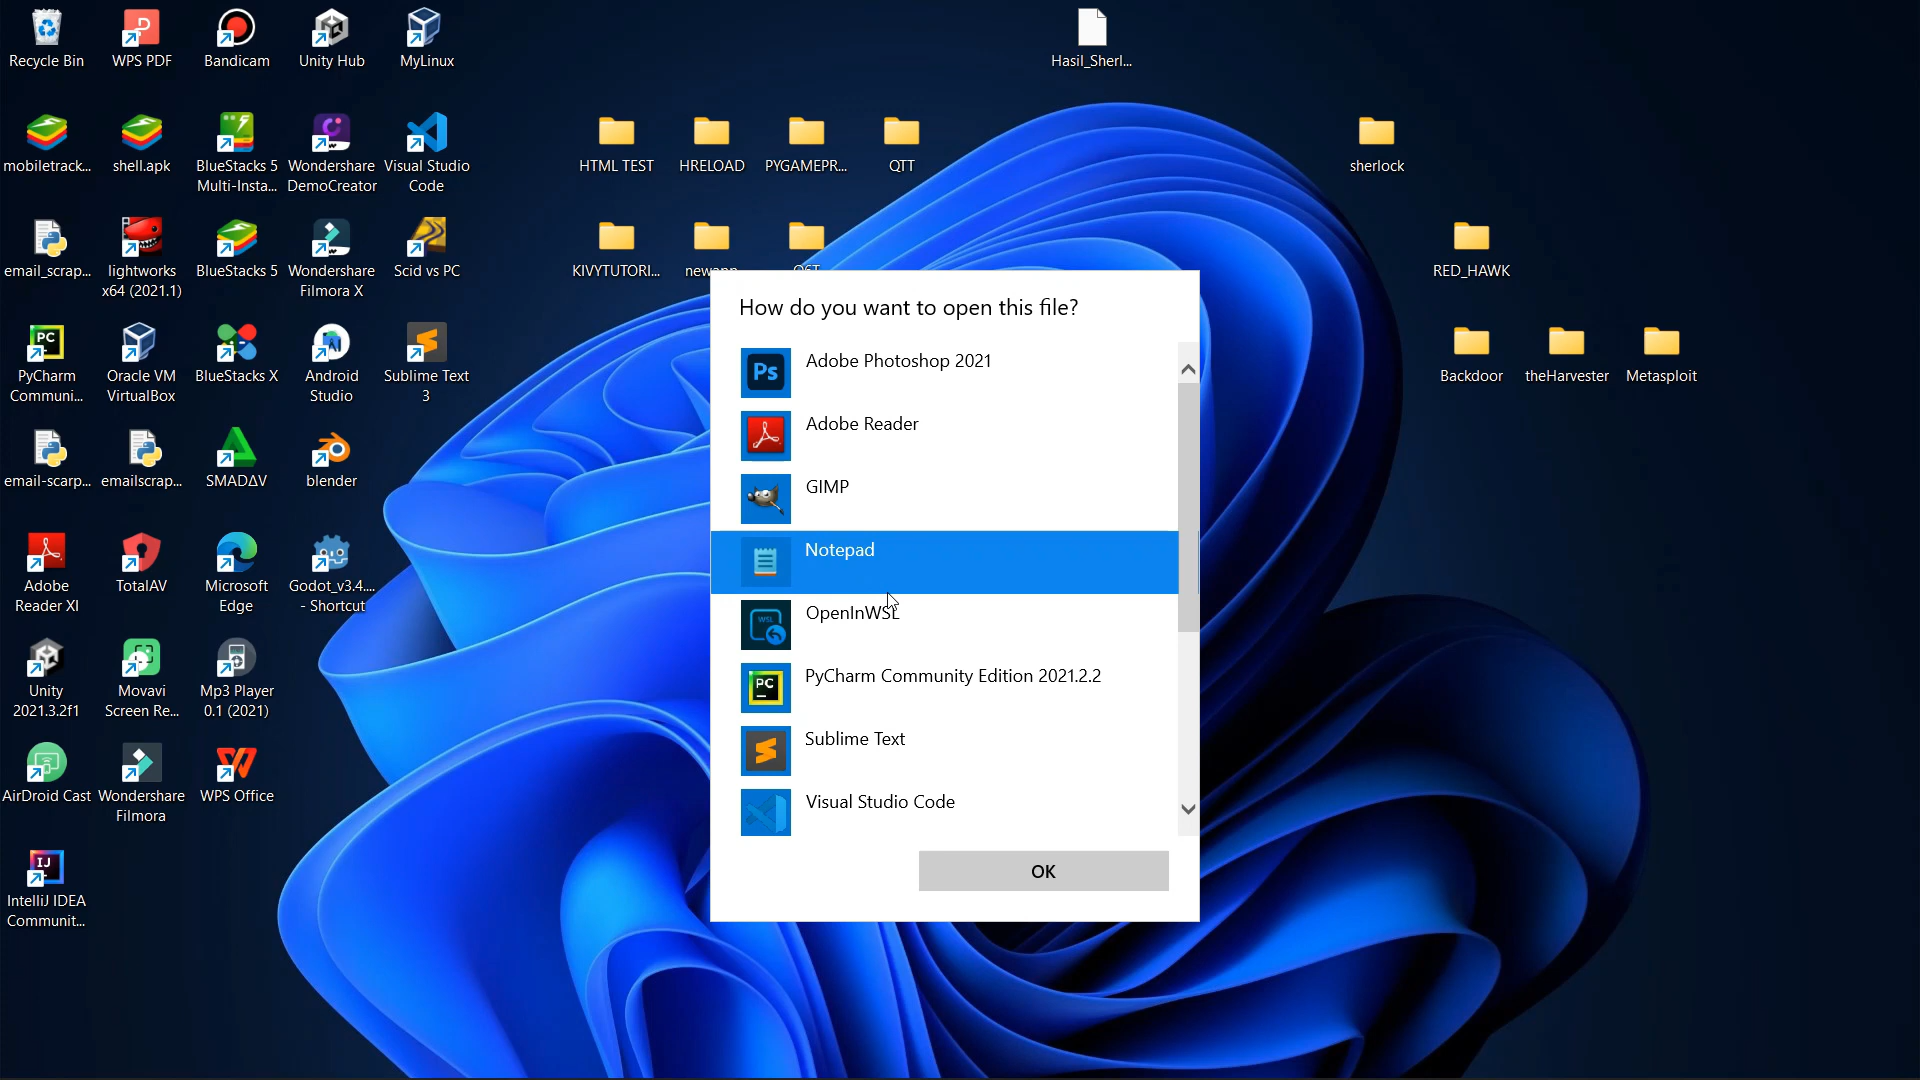 Recycle Bin
WPS PDF
Bandicam
Unity Hub
MyLinux
Hasil_Sherl...
mobiletrack...
shell.apk
BlueStacks 5
Multi-Insta...
Wondershare
DemoCreator
Visual Studio
Code
HTML TEST
HRELOAD
PYGAMEPR...
QTT
sherlock
email_scrap...
lightworks
x64 (2021.1)
BlueStacks 5
Wondershare
Filmora X
Scid vs PC
KIVYTUTORI...
RED_HAWK
PyCharm
Communi...
Oracle VM
VirtualBox
BlueStacks X
Android
Studio
Sublime Text
3
Backdoor
theHarvester
Metasploit
email-scarp...
emailscrap...
SMADΔV
blender
Adobe
Reader XI
TotalAV
Microsoft
Edge
Godot_v3.4....
- Shortcut
Unity
2021.3.2f1
Movavi
Screen Re...
Mp3 Player
0.1 (2021)
AirDroid Cast
Wondershare
Filmora
WPS Office
IntelliJ IDEA
Communit...
How do you want to open this file?
Ps
Adobe Photoshop 2021
Adobe Reader
GIMP
Notepad
WSL
OpenInWSL
PC
PyCharm Community Edition 2021.2.2
Sublime Text
Visual Studio Code
OK